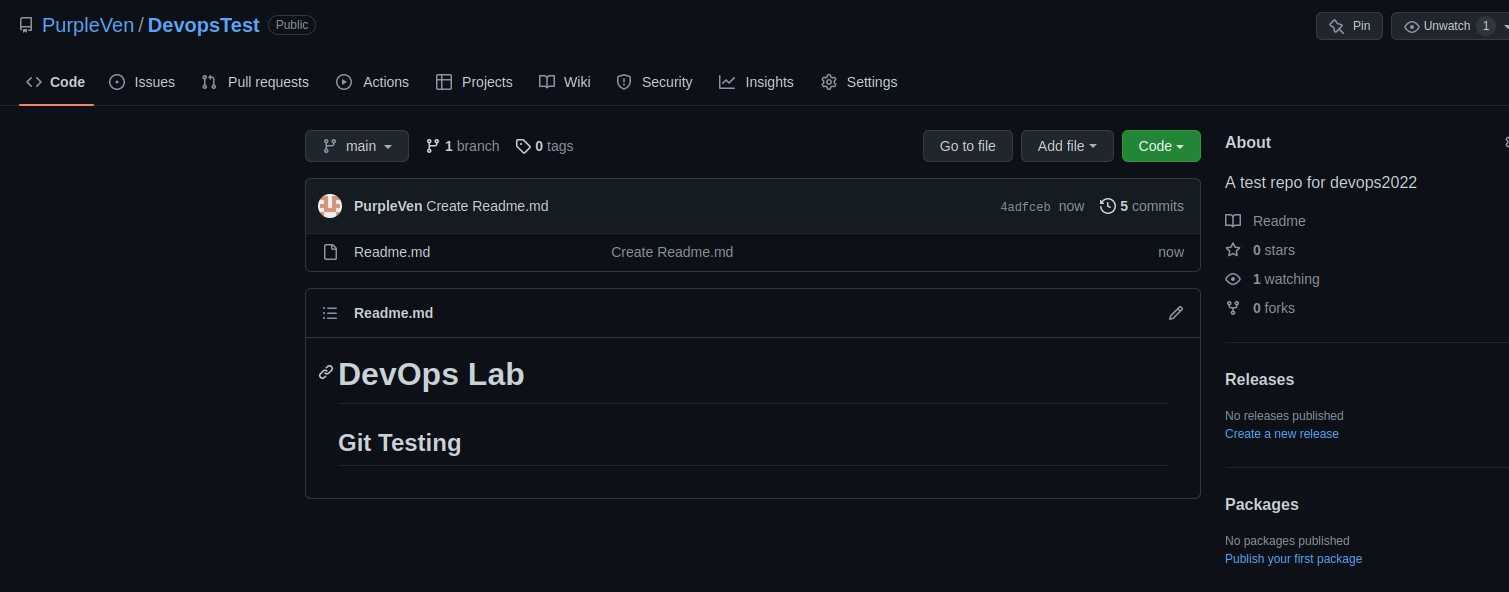 PurpleVen / DevopsTest Public
Pin
Unwatch 1
Code Issues Pull requests Actions Projects Wiki Security Insights Settings
main 1 branch 0 tags Go to file Add file Code
PurpleVen Create Readme.md 4adfceb now 5 commits
Readme.md Create Readme.md now
Readme.md
DevOps Lab
Git Testing
About
A test repo for devops2022
Readme
0 stars
1 watching
0 forks
Releases
No releases published
Create a new release
Packages
No packages published
Publish your first package